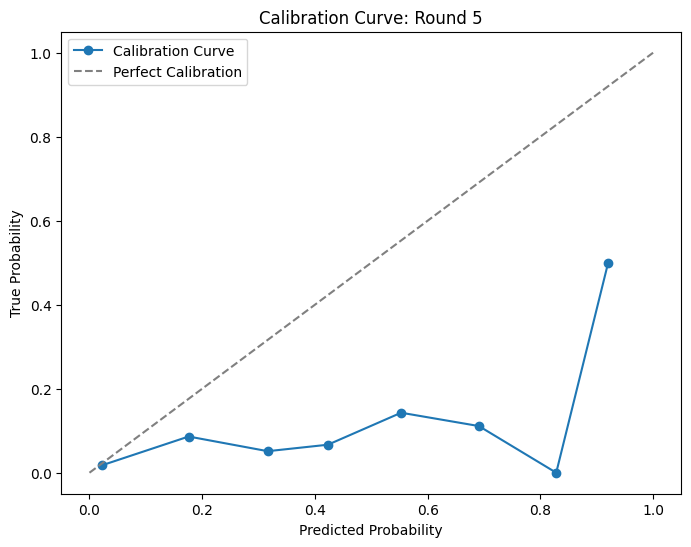 Calibration Curve: Round 5
Calibration Curve
Perfect Calibration
True Probability
1.0
0.8
0.6
0.4
0.2
0.0
0.0 0.2 0.4 0.6 0.8 1.0
Predicted Probability